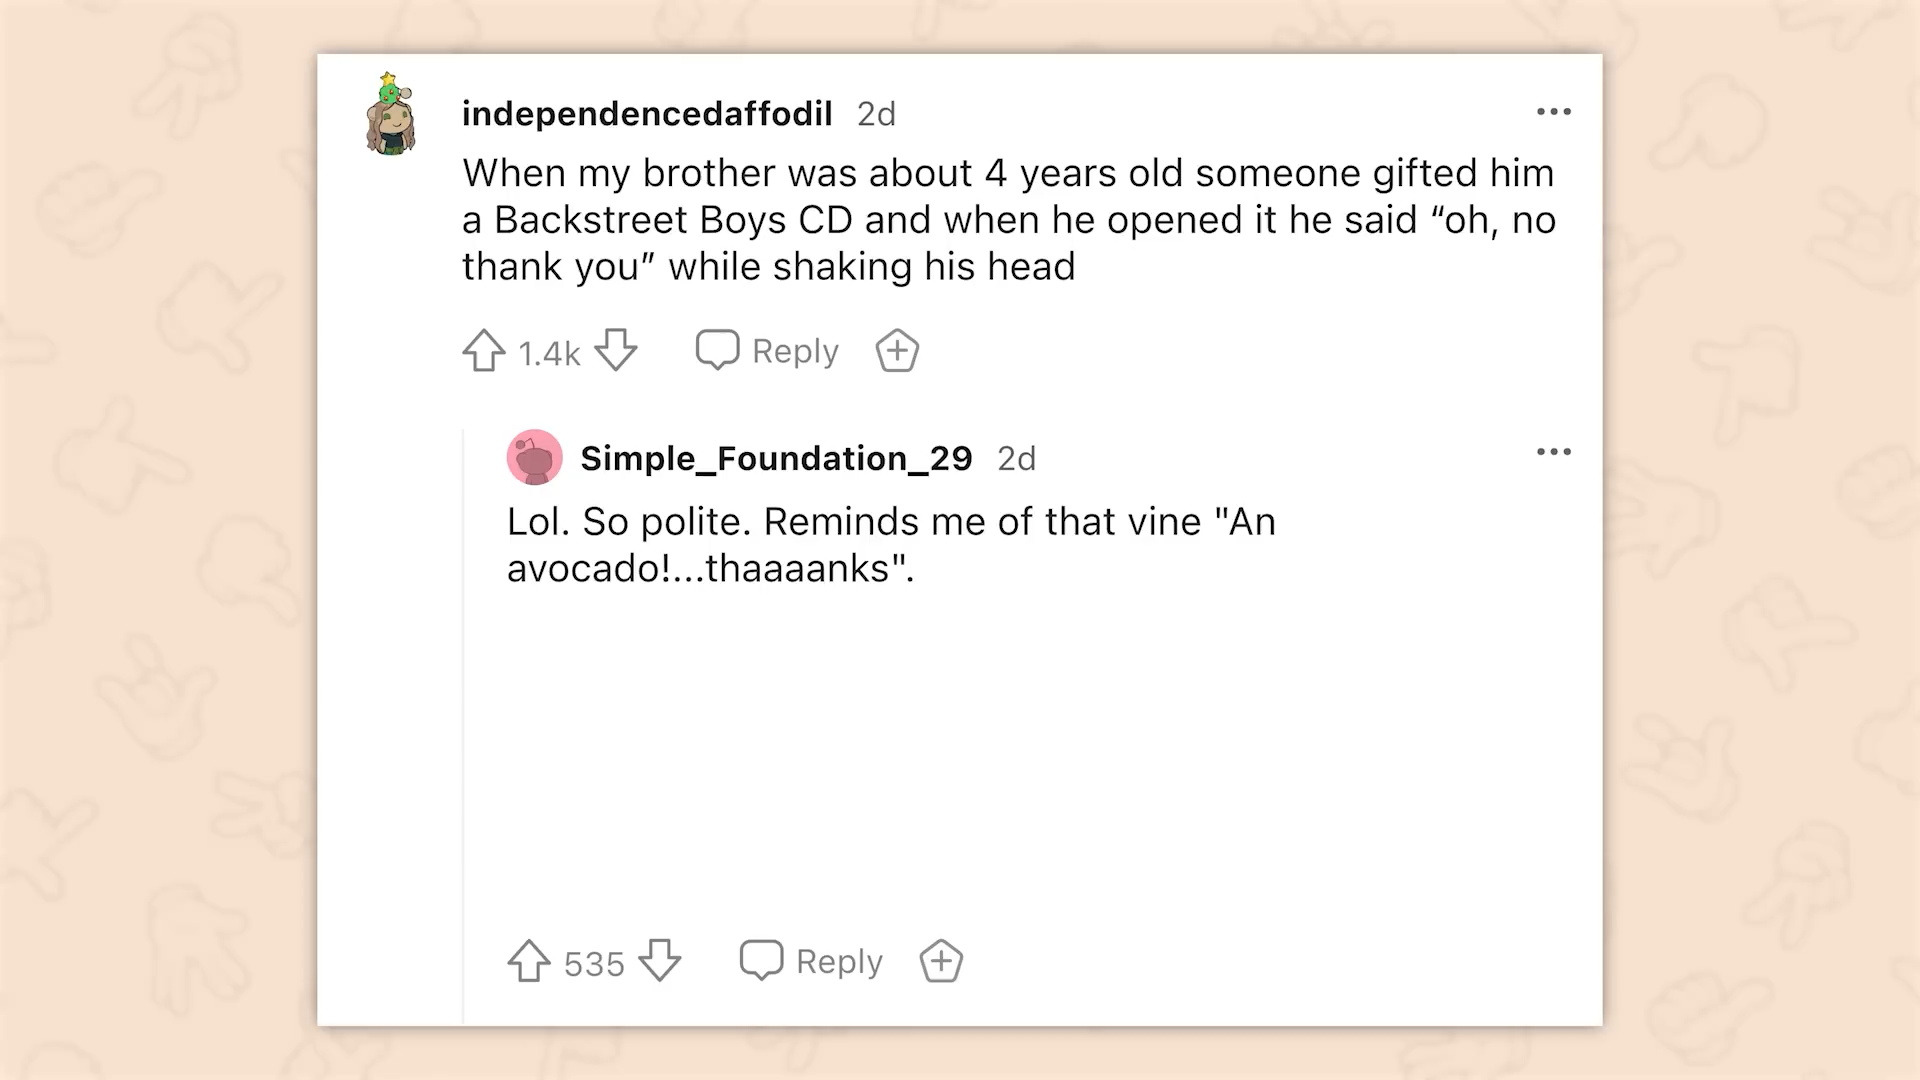 independencedaffodil 2d
When my brother was about 4 years old someone gifted him
a Backstreet Boys CD and when he opened it he said “oh, no
thank you” while shaking his head
1.4k Reply
Simple_Foundation_29 2d
Lol. So polite. Reminds me of that vine "An
avocado!...thaaaanks".
535 Reply